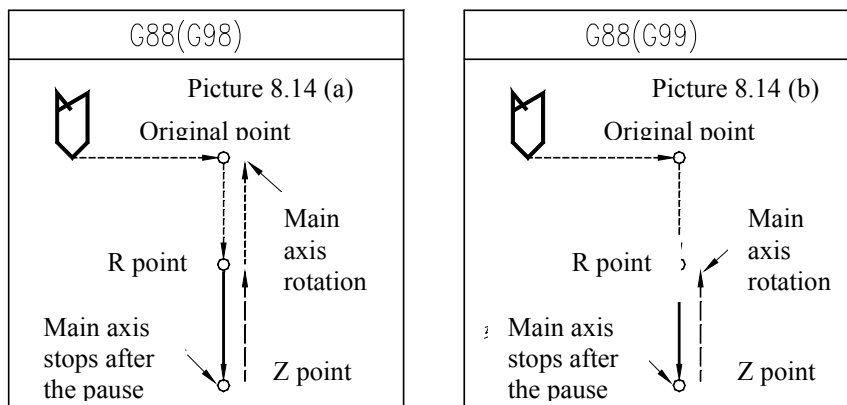 G88(G98)
Picture 8.14 (a)
Original point
Main
axis
rotation
R point
Main axis
stops after
the pause
Z point
G88(G99)
Picture 8.14 (b)
Original point
Main
axis
rotation
R point
Main axis
stops after
the pause
Z point